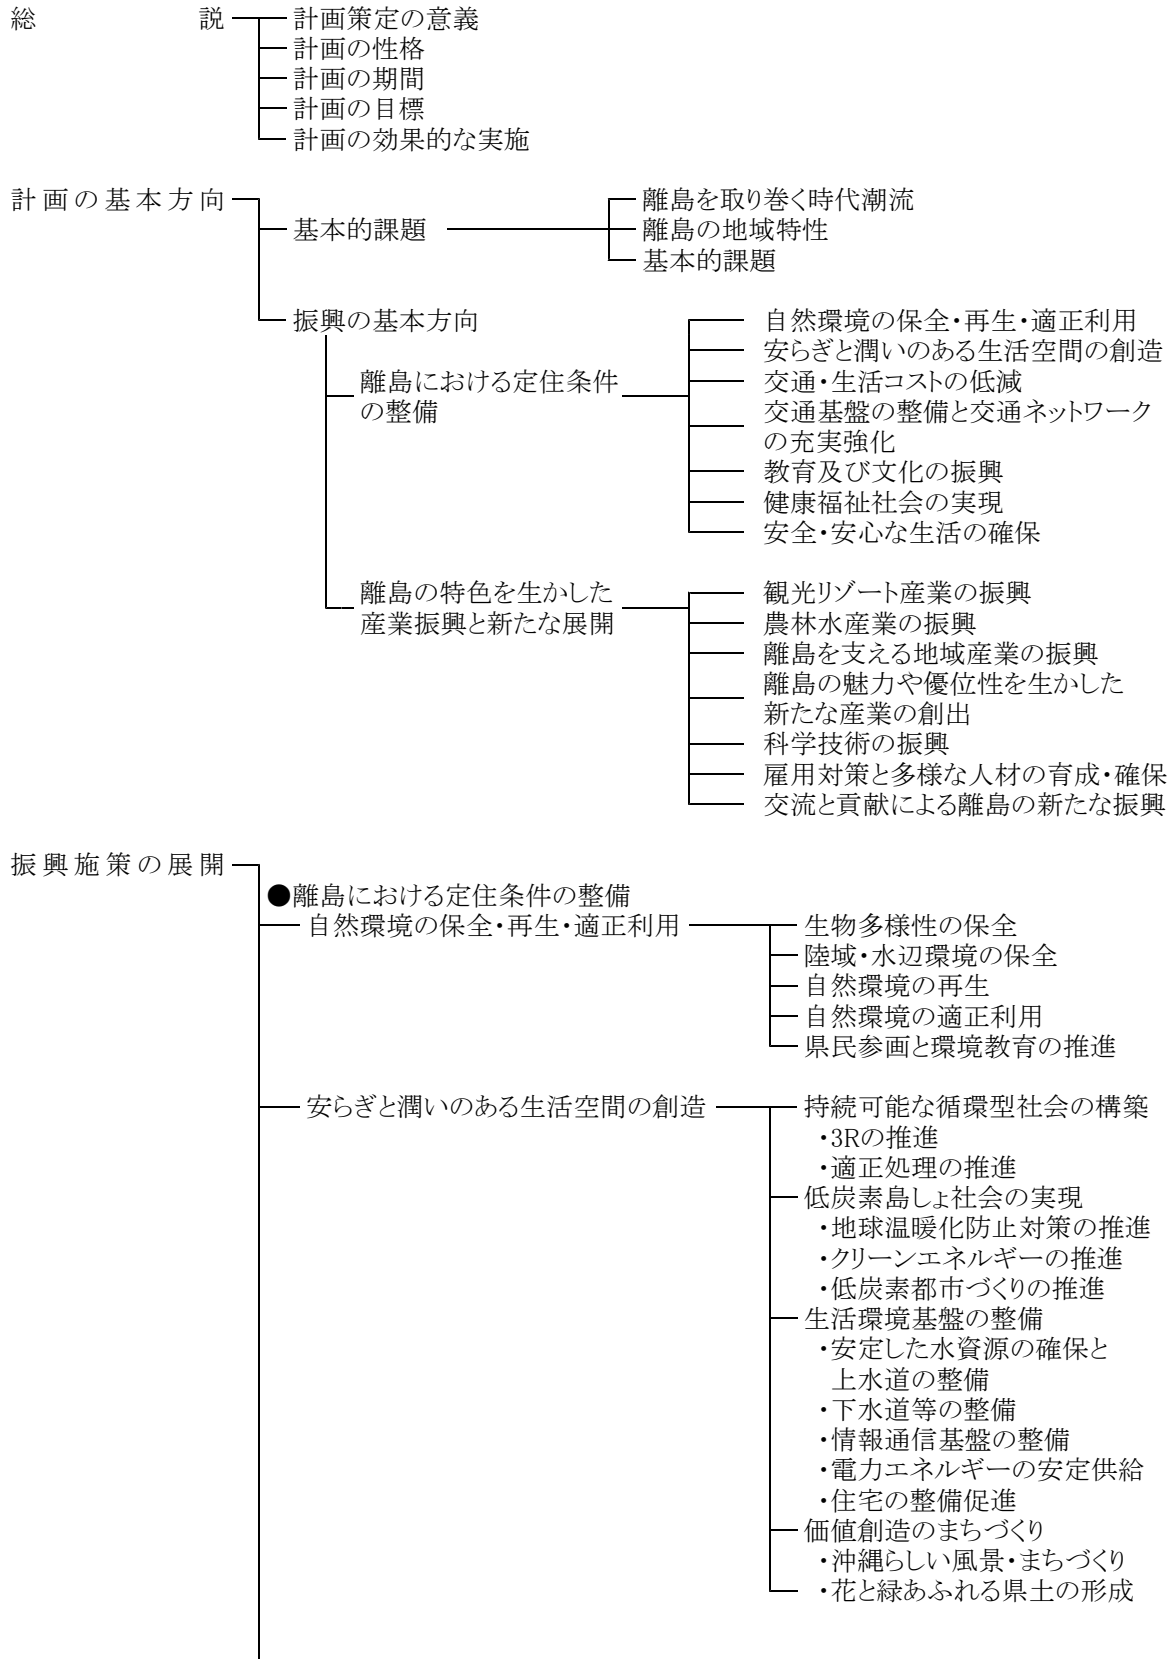 総説
計画策定の意義
計画の性格
計画の期間
計画の目標
計画の効果的な実施
計画の基本方向
基本的課題
離島を取り巻く時代潮流
離島の地域特性
基本的課題
振興の基本方向
離島における定住条件
の整備
自然環境の保全・再生・適正利用
安らぎと潤いのある生活空間の創造
交通・生活コストの低減
交通基盤の整備と交通ネットワーク
の充実強化
教育及び文化の振興
健康福祉社会の実現
安全・安心な生活の確保
離島の特色を生かした
産業振興と新たな展開
観光リゾート産業の振興
農林水産業の振興
離島を支える地域産業の振興
離島の魅力や優位性を生かした
新たな産業の創出
科学技術の振興
雇用対策と多様な人材の育成・確保
交流と貢献による離島の新たな振興
振興施策の展開
●離島における定住条件の整備
自然環境の保全・再生・適正利用
生物多様性の保全
陸域・水辺環境の保全
自然環境の再生
自然環境の適正利用
県民参画と環境教育の推進
安らぎと潤いのある生活空間の創造
持続可能な循環型社会の構築
・3Rの推進
・適正処理の推進
低炭素島しょ社会の実現
・地球温暖化防止対策の推進
・クリーンエネルギーの推進
・低炭素都市づくりの推進
生活環境基盤の整備
・安定した水資源の確保と
上水道の整備
・下水道等の整備
・情報通信基盤の整備
・電力エネルギーの安定供給
・住宅の整備促進
価値創造のまちづくり
・沖縄らしい風景・まちづくり
・花と緑あふれる県土の形成